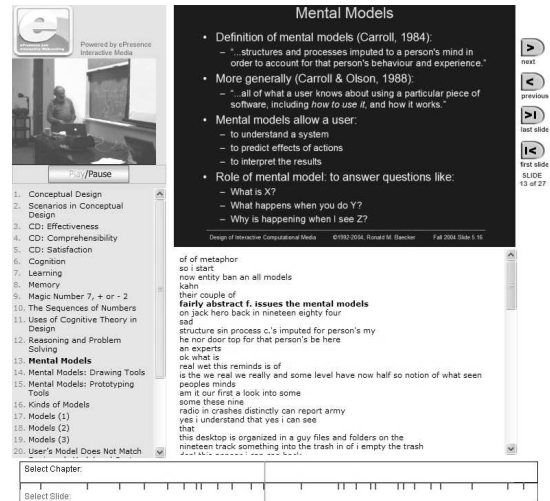 ePresence
Powered by ePresence
Interactive Media
Play/Pause
1. Conceptual Design
2. Scenarios in Conceptual
Design
3. CD: Effectiveness
4. CD: Comprehensibility
5. CD: Satisfaction
6. Cognition
7. Learning
8. Memory
9. Magic Number 7, + or - 2
10. The Sequences of Numbers
11. Uses of Cognitive Theory in
Design
12. Reasoning and Problem
Solving
13. Mental Models
14. Mental Models: Drawing Tools
15. Mental Models: Prototyping
Tools
16. Kinds of Models
17. Models (1)
18. Models (2)
19. Models (3)
20. User's Model Does Not Match
Mental Models
• Definition of mental models (Carroll, 1984):
– "...structures and processes imputed to a person's mind in
order to account for that person's behaviour and experience."
• More generally (Carroll & Olson, 1988):
– "...all of what a user knows about using a particular piece of
software, including how to use it, and how it works."
• Mental models allow a user:
– to understand a system
– to predict effects of actions
– to interpret the results
• Role of mental model: to answer questions like:
– What is X?
– What happens when you do Y?
– Why is happening when I see Z?
Design of Interactive Computational Media ©1992-2004, Ronald M. Baecker Fall 2004 Slide 5.16
next
previous
last slide
first slide
SLIDE
13 of 27
of of metaphor
so i start
now entity ban an all models
kahn
their couple of
fairly abstract f. issues the mental models
on jack hero back in nineteen eighty four
sad
structure sin process c.'s imputed for person's my
he nor door top for that person's be here
an experts
ok what is
real wet this reminds is of
is the we real we really and some level have now half so notion of what seen
peoples minds
am it our first a look into some
some these nine
radio in crashes distinctly can report army
yes i understand that yes i can see
that
this desktop is organized in a guy files and folders on the
nineteen track something into the trash in of i empty the trash
Select Chapter:
Select Slide: